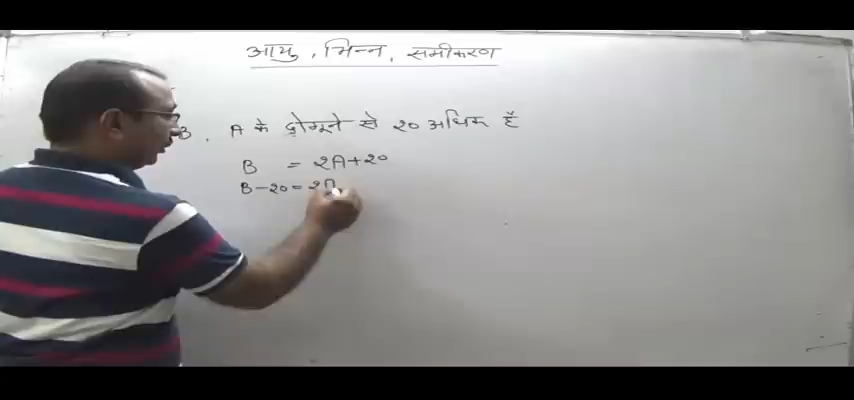 आयु, भिन्न, समीकरण
B, A के दोगूने से 20 अधिक हैं
B = 2A+20
B-20=2A